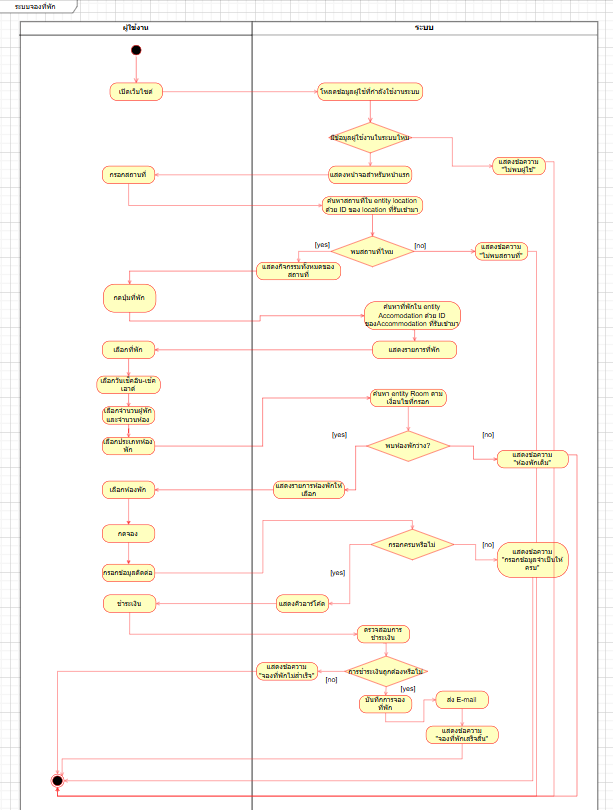 ระบบจองที่พัก
ผู้ใช้งาน
ระบบ
เปิดเว็บไซต์
โหลดข้อมูลผู้ใช้ที่กำลังใช้งานระบบ
มีข้อมูลผู้ใช้งานในระบบไหม
แสดงข้อความ
"ไม่พบผู้ใช้"
กรอกสถานที่
แสดงหน้าจอสำหรับหน้าแรก
ค้นหาสถานที่ใน entity location
ด้วย ID ของ location ที่รับเข้ามา
พบสถานที่ไหม
[yes]
[no]
แสดงข้อความ
"ไม่พบสถานที่"
แสดงกิจกรรมทั้งหมดของ
สถานที่
กดปุ่มที่พัก
ค้นหาที่พักใน entity
Accomodation ด้วย ID
ของAccommodation ที่รับเข้ามา
เลือกที่พัก
แสดงรายการที่พัก
เลือกวันเช็คอิน-เช็ค
เอาต์
ค้นหา entity Room ตาม
เงื่อนไขที่กรอก
เลือกจำนวนผู้พัก
และจำนวนห้อง
เลือกประเภทห้อง
พัก
[yes]
พบห้องพักว่าง?
[no]
แสดงข้อความ
"ห้องพักเต็ม"
เลือกห้องพัก
แสดงรายการห้องพักให้
เลือก
กดจอง
กรอกครบหรือไม่
[no]
แสดงข้อความ
"กรอกข้อมูลจำเป็นให้
ครบ"
กรอกข้อมูลติดต่อ
[yes]
ชำระเงิน
แสดงคิวอาร์โค้ด
ตรวจสอบการ
ชำระเงิน
แสดงข้อความ
"จองที่พักไม่สำเร็จ"
การชำระเงินถูกต้องหรือไม่
[no]
[yes]
บันทึกการจอง
ที่พัก
ส่ง E-mail
แสดงข้อความ
"จองที่พักเสร็จสิ้น"